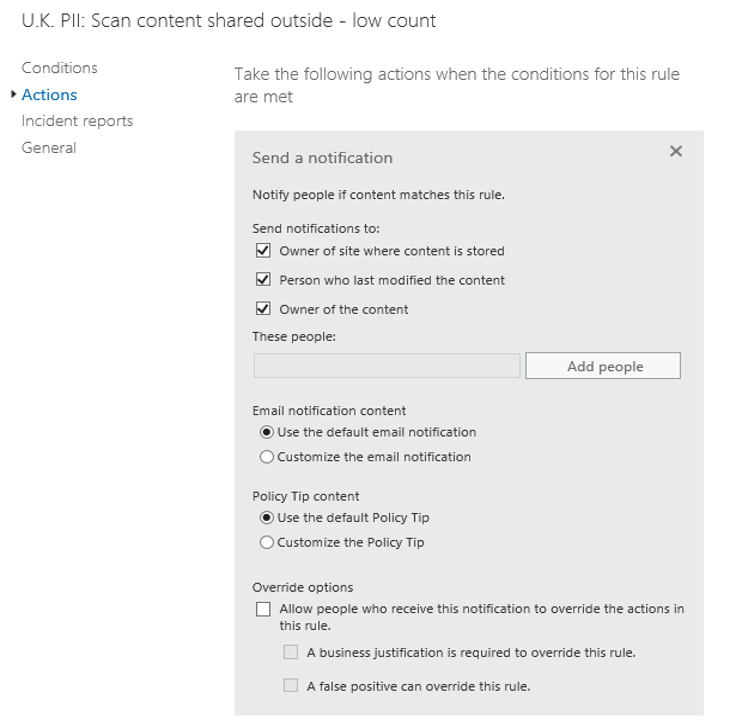 U.K. PII: Scan content shared outside - low count
Conditions
Actions
Incident reports
General
Take the following actions when the conditions for this rule
are met
Send a notification
Notify people if content matches this rule.
Send notifications to:
Owner of site where content is stored
Person who last modified the content
Owner of the content
These people:
Add people
Email notification content
Use the default email notification
Customize the email notification
Policy Tip content
Use the default Policy Tip
Customize the Policy Tip
Override options
Allow people who receive this notification to override the actions in
this rule.
A business justification is required to override this rule.
A false positive can override this rule.